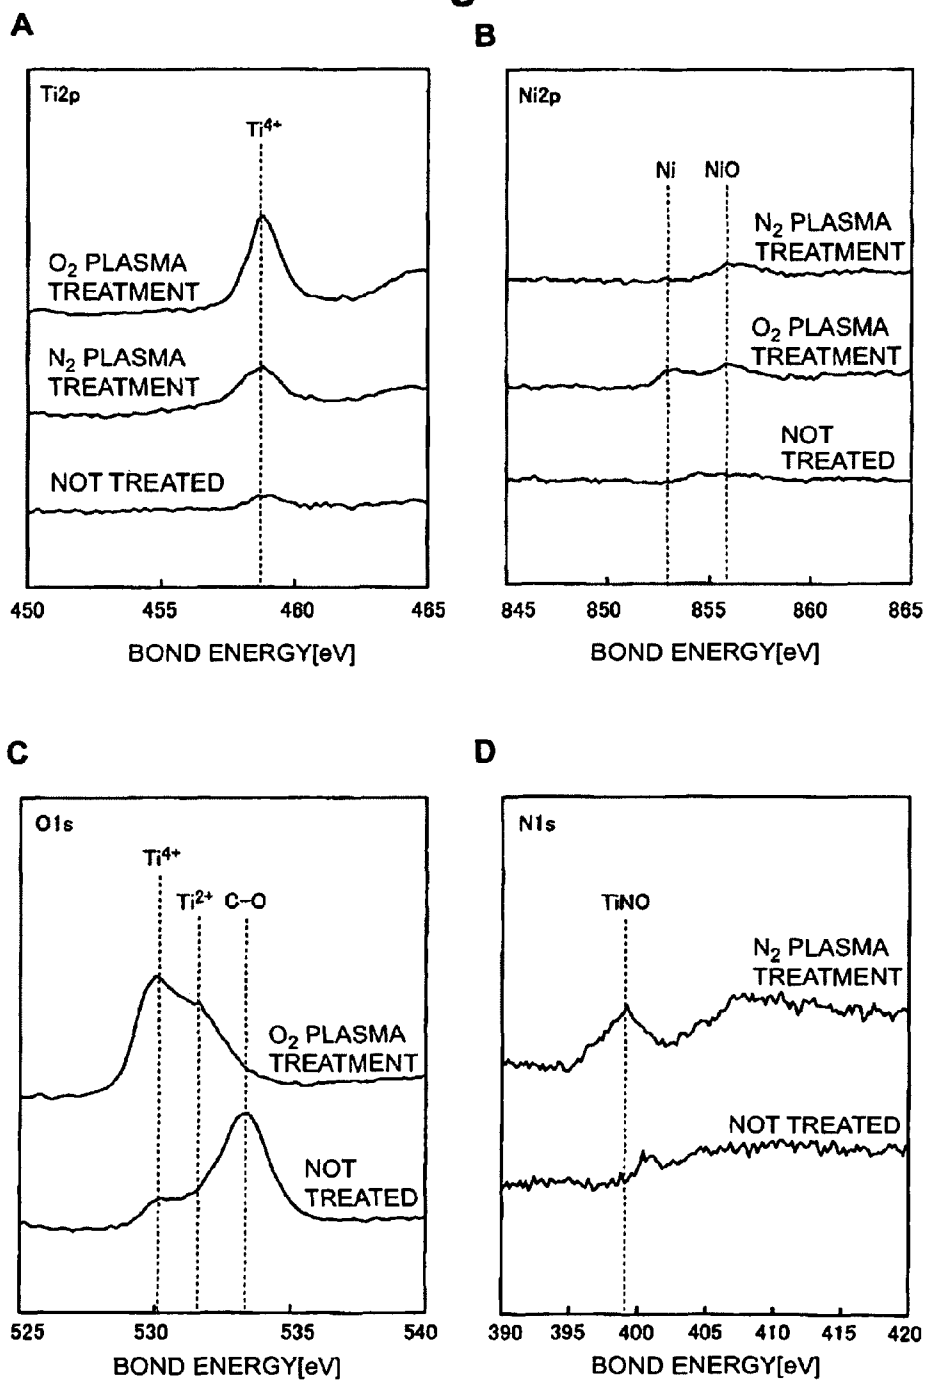 A
Ti2p
Ti4+
O2 PLASMA
TREATMENT
N2 PLASMA
TREATMENT
NOT TREATED
450 455 460 465
BOND ENERGY[eV]
B
Ni2p
Ni NiO
N2 PLASMA
TREATMENT
O2 PLASMA
TREATMENT
NOT
TREATED
845 850 855 860 865
BOND ENERGY[eV]
C
O1s
Ti4+
Ti2+ C-O
O2 PLASMA
TREATMENT
NOT
TREATED
525 530 535 540
BOND ENERGY[eV]
D
N1s
TiNO
N2 PLASMA
TREATMENT
NOT TREATED
390 395 400 405 410 415 420
BOND ENERGY[eV]